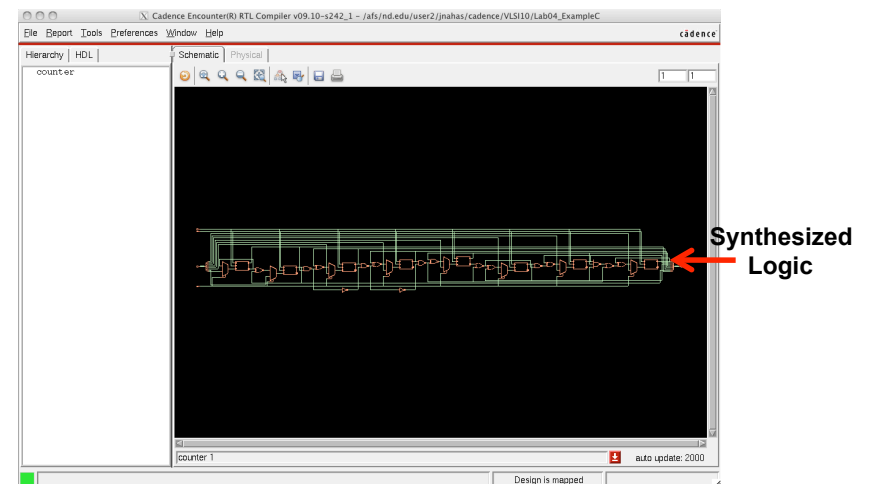 Cadence Encounter(R) RTL Compiler v09.10-s242_1 - /afs/nd.edu/user2/jnahas/cadence/VLSI10/Lab04_ExampleC
File Report Tools Preferences Window Help
cādence
Hierarchy HDL
Schematic Physical
1 1
counter
Synthesized
Logic
counter 1
auto update: 2000
Design is mapped